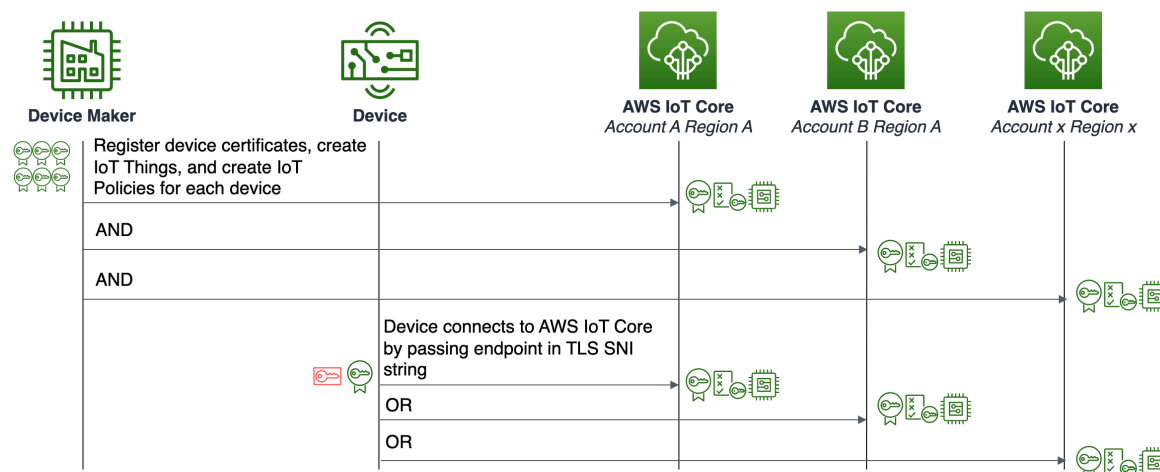 Device Maker
Device
AWS IoT Core
Account A Region A
AWS IoT Core
Account B Region A
AWS IoT Core
Account x Region x
Register device certificates, create
IoT Things, and create IoT
Policies for each device
AND
AND
Device connects to AWS IoT Core
by passing endpoint in TLS SNI
string
OR
OR